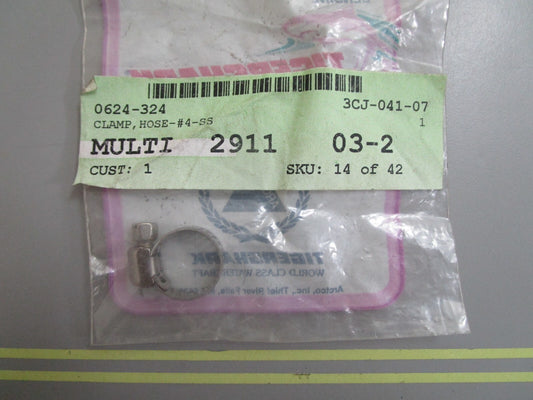 TIGERSHARK
0624-324 3CJ-041-07
CLAMP,HOSE-#4-SS 1
MULTI 2911 03-2
CUST: 1 SKU: 14 of 42
TIGERSHARK
WORLD CLASS WATERCRAFT
Arctco, Inc., Thief River Falls,